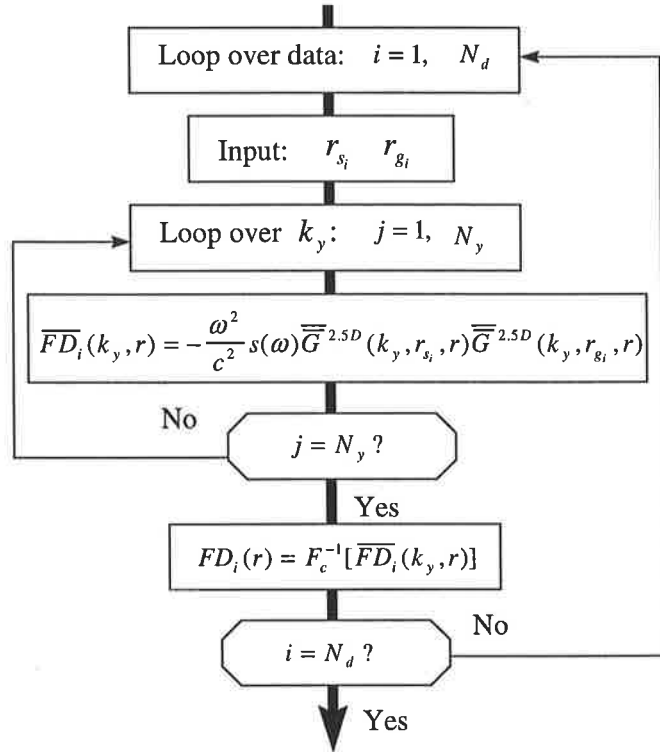 Loop over data: i = 1, N_d
Input: r_{s_i} r_{g_i}
Loop over k_y: j = 1, N_y
\overline{FD}_i(k_y, r) = -\frac{ω^2}{c^2} s(ω) \overline{\overline{G}}^{2.5D}(k_y, r_{s_i}, r) \overline{\overline{G}}^{2.5D}(k_y, r_{g_i}, r)
No
j = N_y ?
Yes
FD_i(r) = F_c^{-1}[\overline{FD}_i(k_y, r)]
No
i = N_d ?
Yes